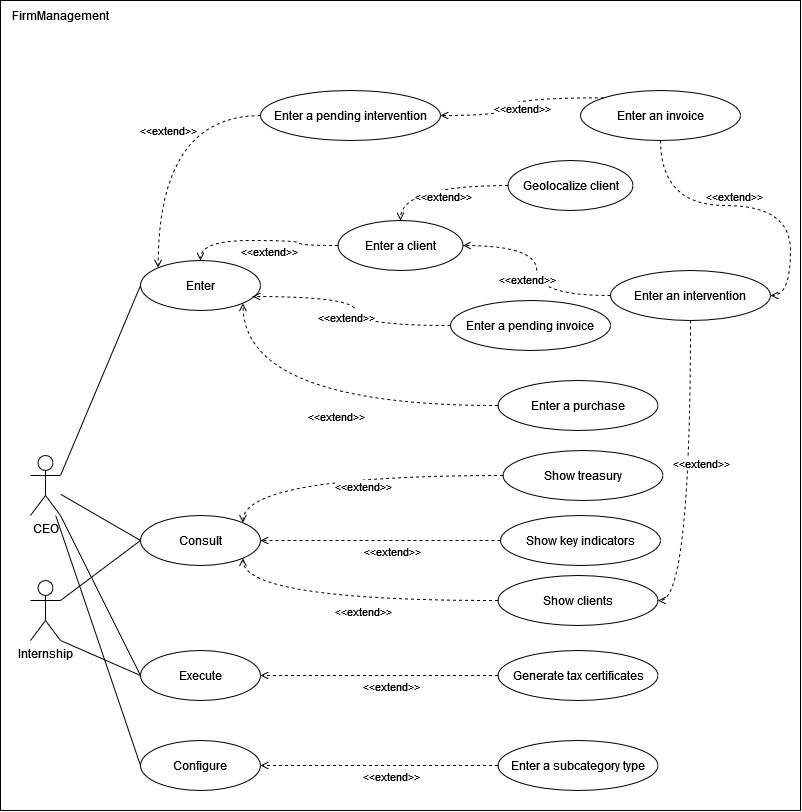 FirmManagement
Enter a pending intervention
<<extend>>
Enter an invoice
<<extend>>
Geolocalize client
<<extend>>
<<extend>>
Enter a client
<<extend>>
<<extend>>
Enter
Enter an intervention
<<extend>>
Enter a pending invoice
Enter a purchase
<<extend>>
<<extend>>
Show treasury
<<extend>>
CEO
Consult
Show key indicators
<<extend>>
Show clients
<<extend>>
Internship
Execute
Generate tax certificates
<<extend>>
Configure
Enter a subcategory type
<<extend>>